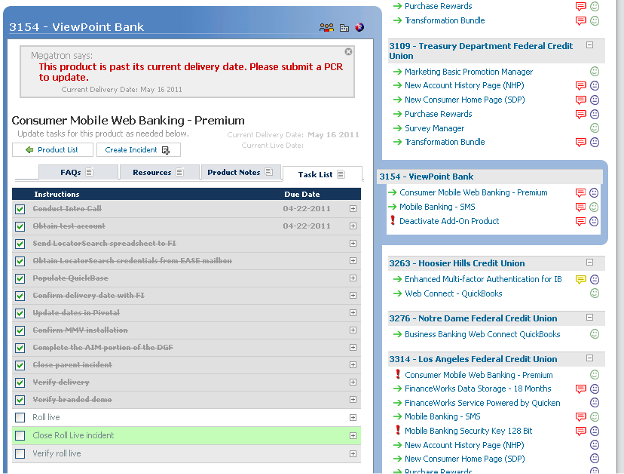 3154 - ViewPoint Bank
Megatron says:
This product is past its current delivery date. Please submit a PCR
to update.
Current Delivery Date: May 16 2011
Consumer Mobile Web Banking - Premium
Update tasks for this product as needed below.
Current Delivery Date: May 16 2011
Current Live Date:
Product List
Create Incident
FAQs
Resources
Product Notes
Task List
Instructions Due Date
Conduct Intro Call 04-22-2011
Obtain test account 04-22-2011
Send LocatorSearch spreadsheet to FI
Obtain LocatorSearch credentials from EASE mailbox
Populate QuickBase
Confirm delivery date with FI
Update dates in Pivotal
Confirm MMV installation
Complete the AIM portion of the DGF
Close parent incident
Verify delivery
Verify branded demo
Roll live
Close Roll Live incident
Verify roll live
Purchase Rewards
Transformation Bundle
3109 - Treasury Department Federal Credit
Union
Marketing Basic Promotion Manager
New Account History Page (NHP)
New Consumer Home Page (SDP)
Purchase Rewards
Survey Manager
Transformation Bundle
3154 - ViewPoint Bank
Consumer Mobile Web Banking - Premium
Mobile Banking - SMS
Deactivate Add-On Product
3263 - Hoosier Hills Credit Union
Enhanced Multi-factor Authentication for IB
Web Connect - QuickBooks
3276 - Notre Dame Federal Credit Union
Business Banking Web Connect QuickBooks
3314 - Los Angeles Federal Credit Union
Consumer Mobile Web Banking - Premium
FinanceWorks Data Storage - 18 Months
FinanceWorks Service Powered by Quicken
Mobile Banking - SMS
Mobile Banking Security Key 128 Bit
New Account History Page (NHP)
New Consumer Home Page (SDP)
Purchase Rewards